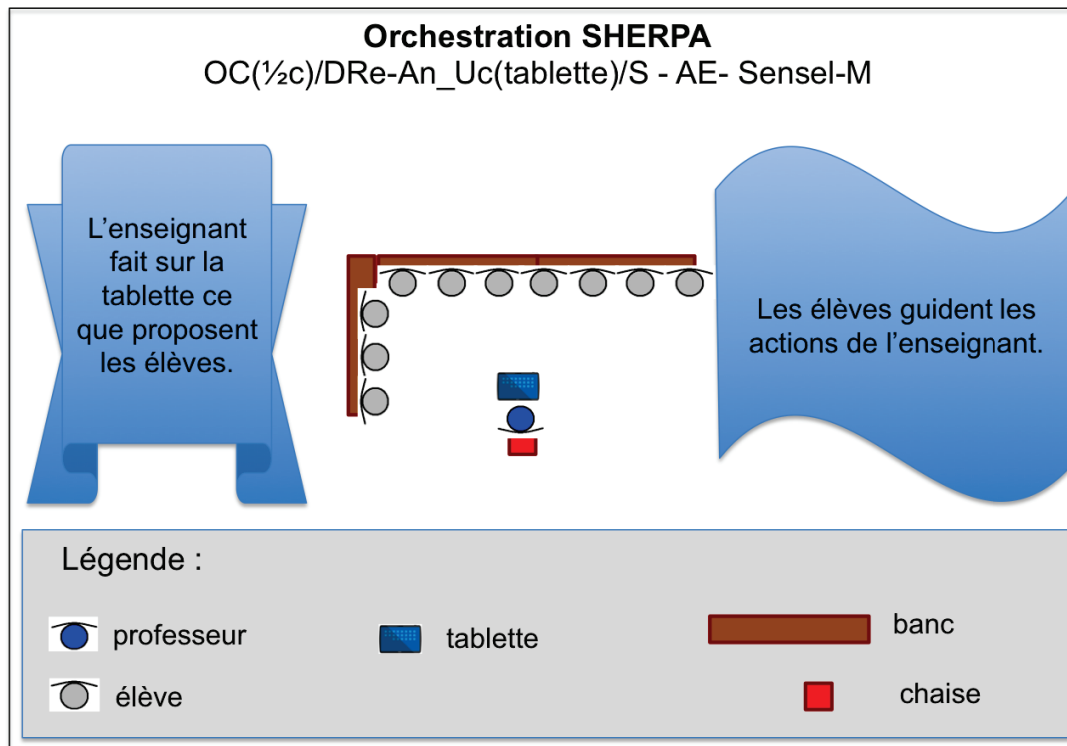 Orchestration SHERPA
OC(½c)/DRe-An_Uc(tablette)/S - AE- Sensel-M
L’enseignant
fait sur la
tablette ce
que proposent
les élèves.
Les élèves guident les
actions de l’enseignant.
Légende :
professeur
tablette
banc
élève
chaise